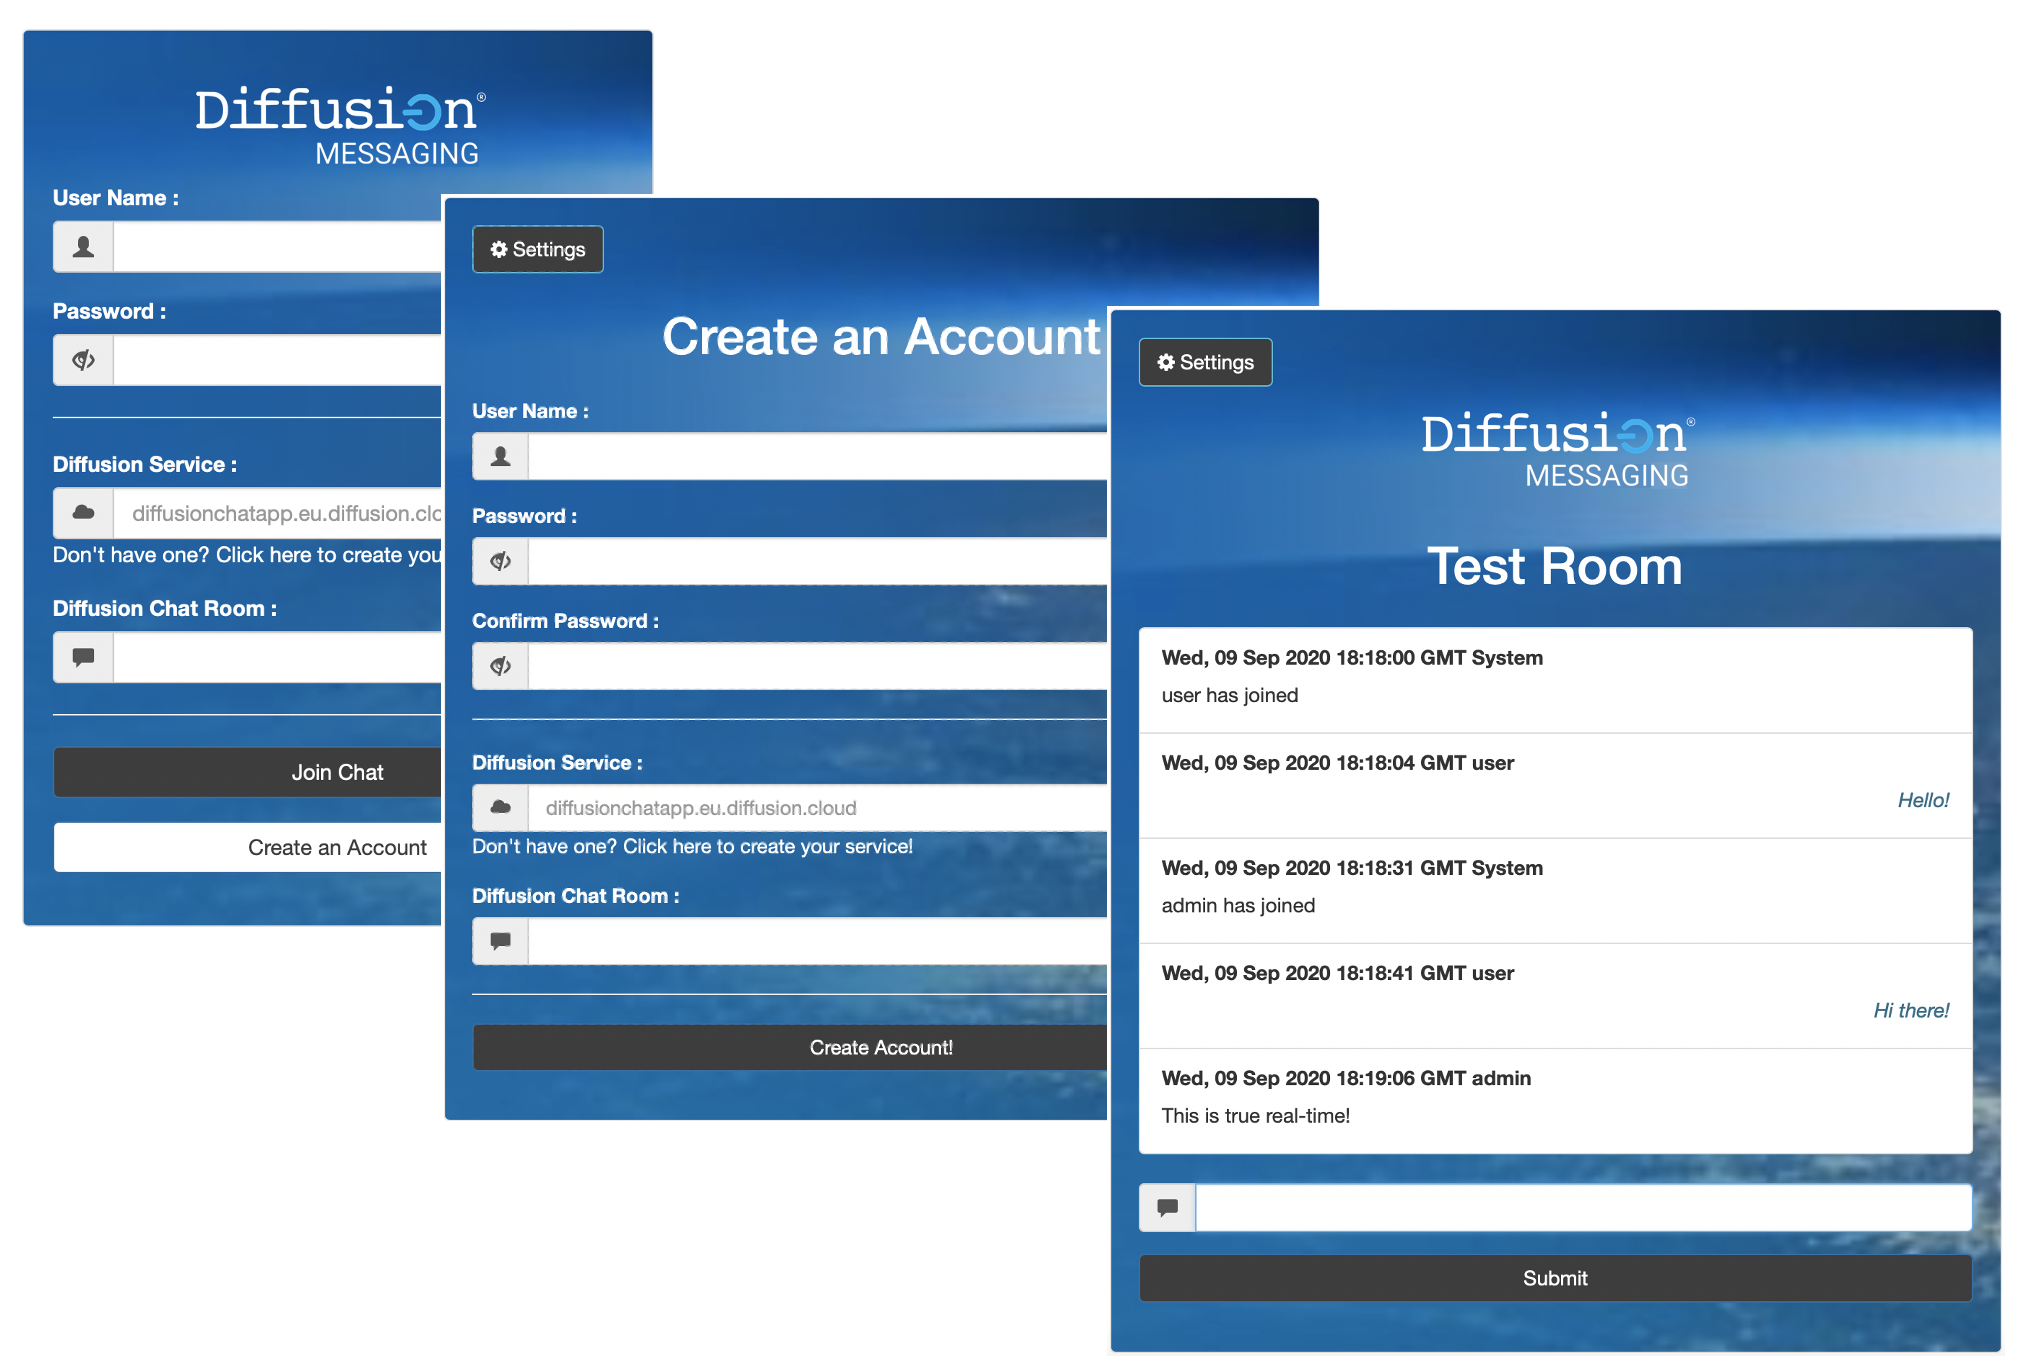 Diffusion®
MESSAGING
User Name :
Password :
Diffusion Service :
diffusionchatapp.eu.diffusion.clo
Don't have one? Click here to create you
Diffusion Chat Room :
Join Chat
Create an Account
Settings
Create an Account
User Name :
Password :
Confirm Password :
Diffusion Service :
diffusionchatapp.eu.diffusion.cloud
Don't have one? Click here to create your service!
Diffusion Chat Room :
Create Account!
Settings
Diffusion®
MESSAGING
Test Room
Wed, 09 Sep 2020 18:18:00 GMT System
user has joined
Wed, 09 Sep 2020 18:18:04 GMT user
Hello!
Wed, 09 Sep 2020 18:18:31 GMT System
admin has joined
Wed, 09 Sep 2020 18:18:41 GMT user
Hi there!
Wed, 09 Sep 2020 18:19:06 GMT admin
This is true real-time!
Submit